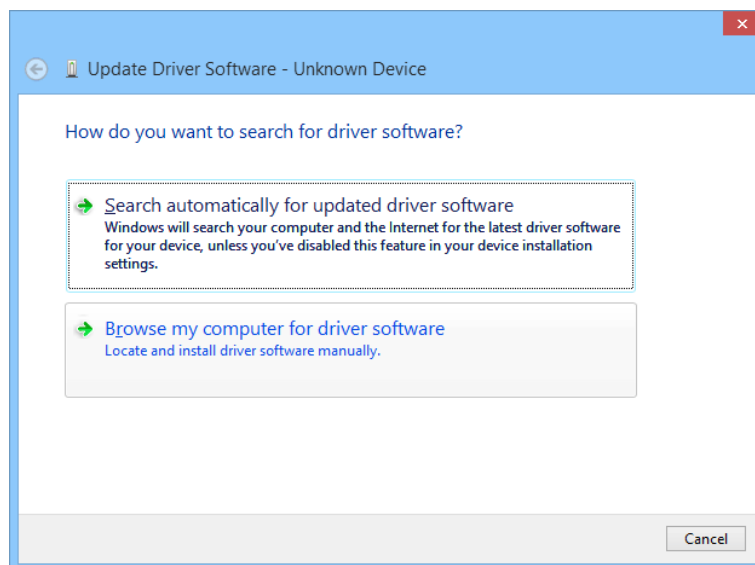 Update Driver Software - Unknown Device
How do you want to search for driver software?
Search automatically for updated driver software
Windows will search your computer and the Internet for the latest driver software
for your device, unless you've disabled this feature in your device installation
settings.
Browse my computer for driver software
Locate and install driver software manually.
Cancel